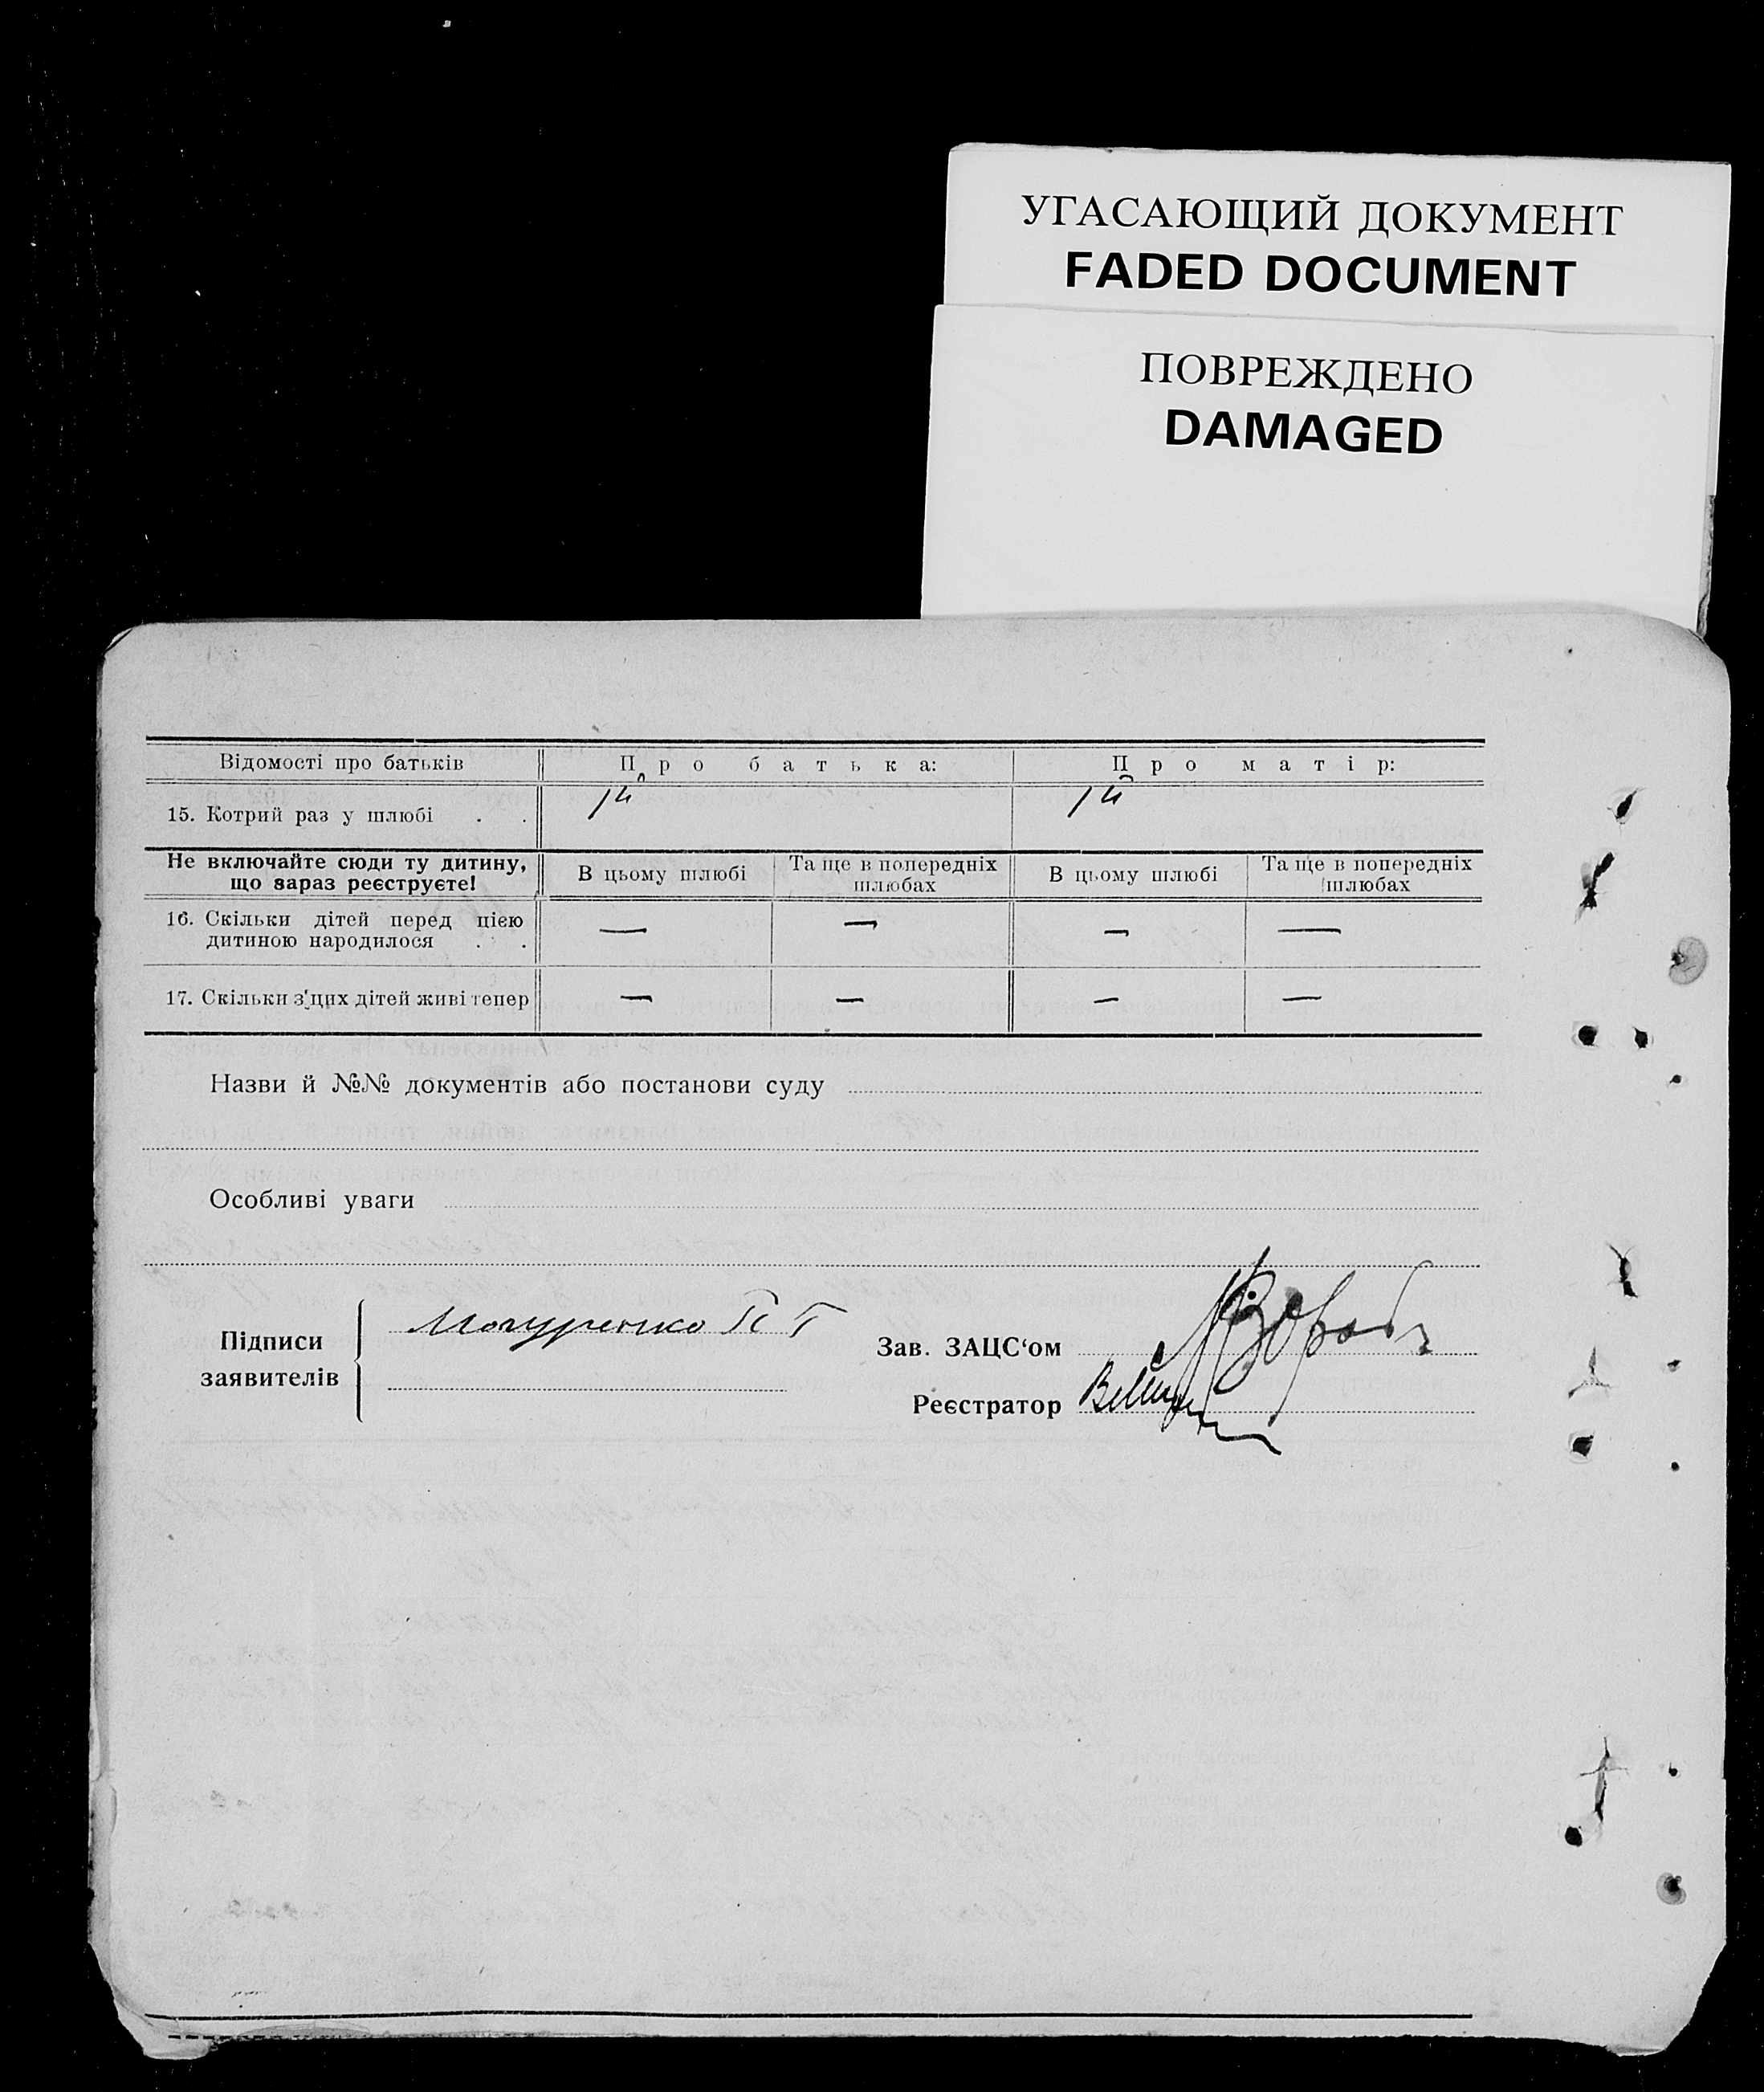 УГАСАЮЩИЙ ДОКУМЕНТ
FADED DOCUMENT
ПОВРЕЖДЕНО
DAMAGED
Відомості про батьків Про батька: Про матір:
15. Котрий раз у шлюбі . . 1й 1й
Не включайте сюди ту дитину, що зараз реєструєте! В цьому шлюбі Та ще в попередніх шлюбах В цьому шлюбі Та ще в попередніх шлюбах
16. Скільки дітей перед цією дитиною народилося . . — — — —
17. Скільки з'цих дітей живі тепер — — — —
Назви й №№ документів або постанови суду
Особливі уваги
Підписи заявителів
Зав. ЗАЦС‘ом
Реєстратор